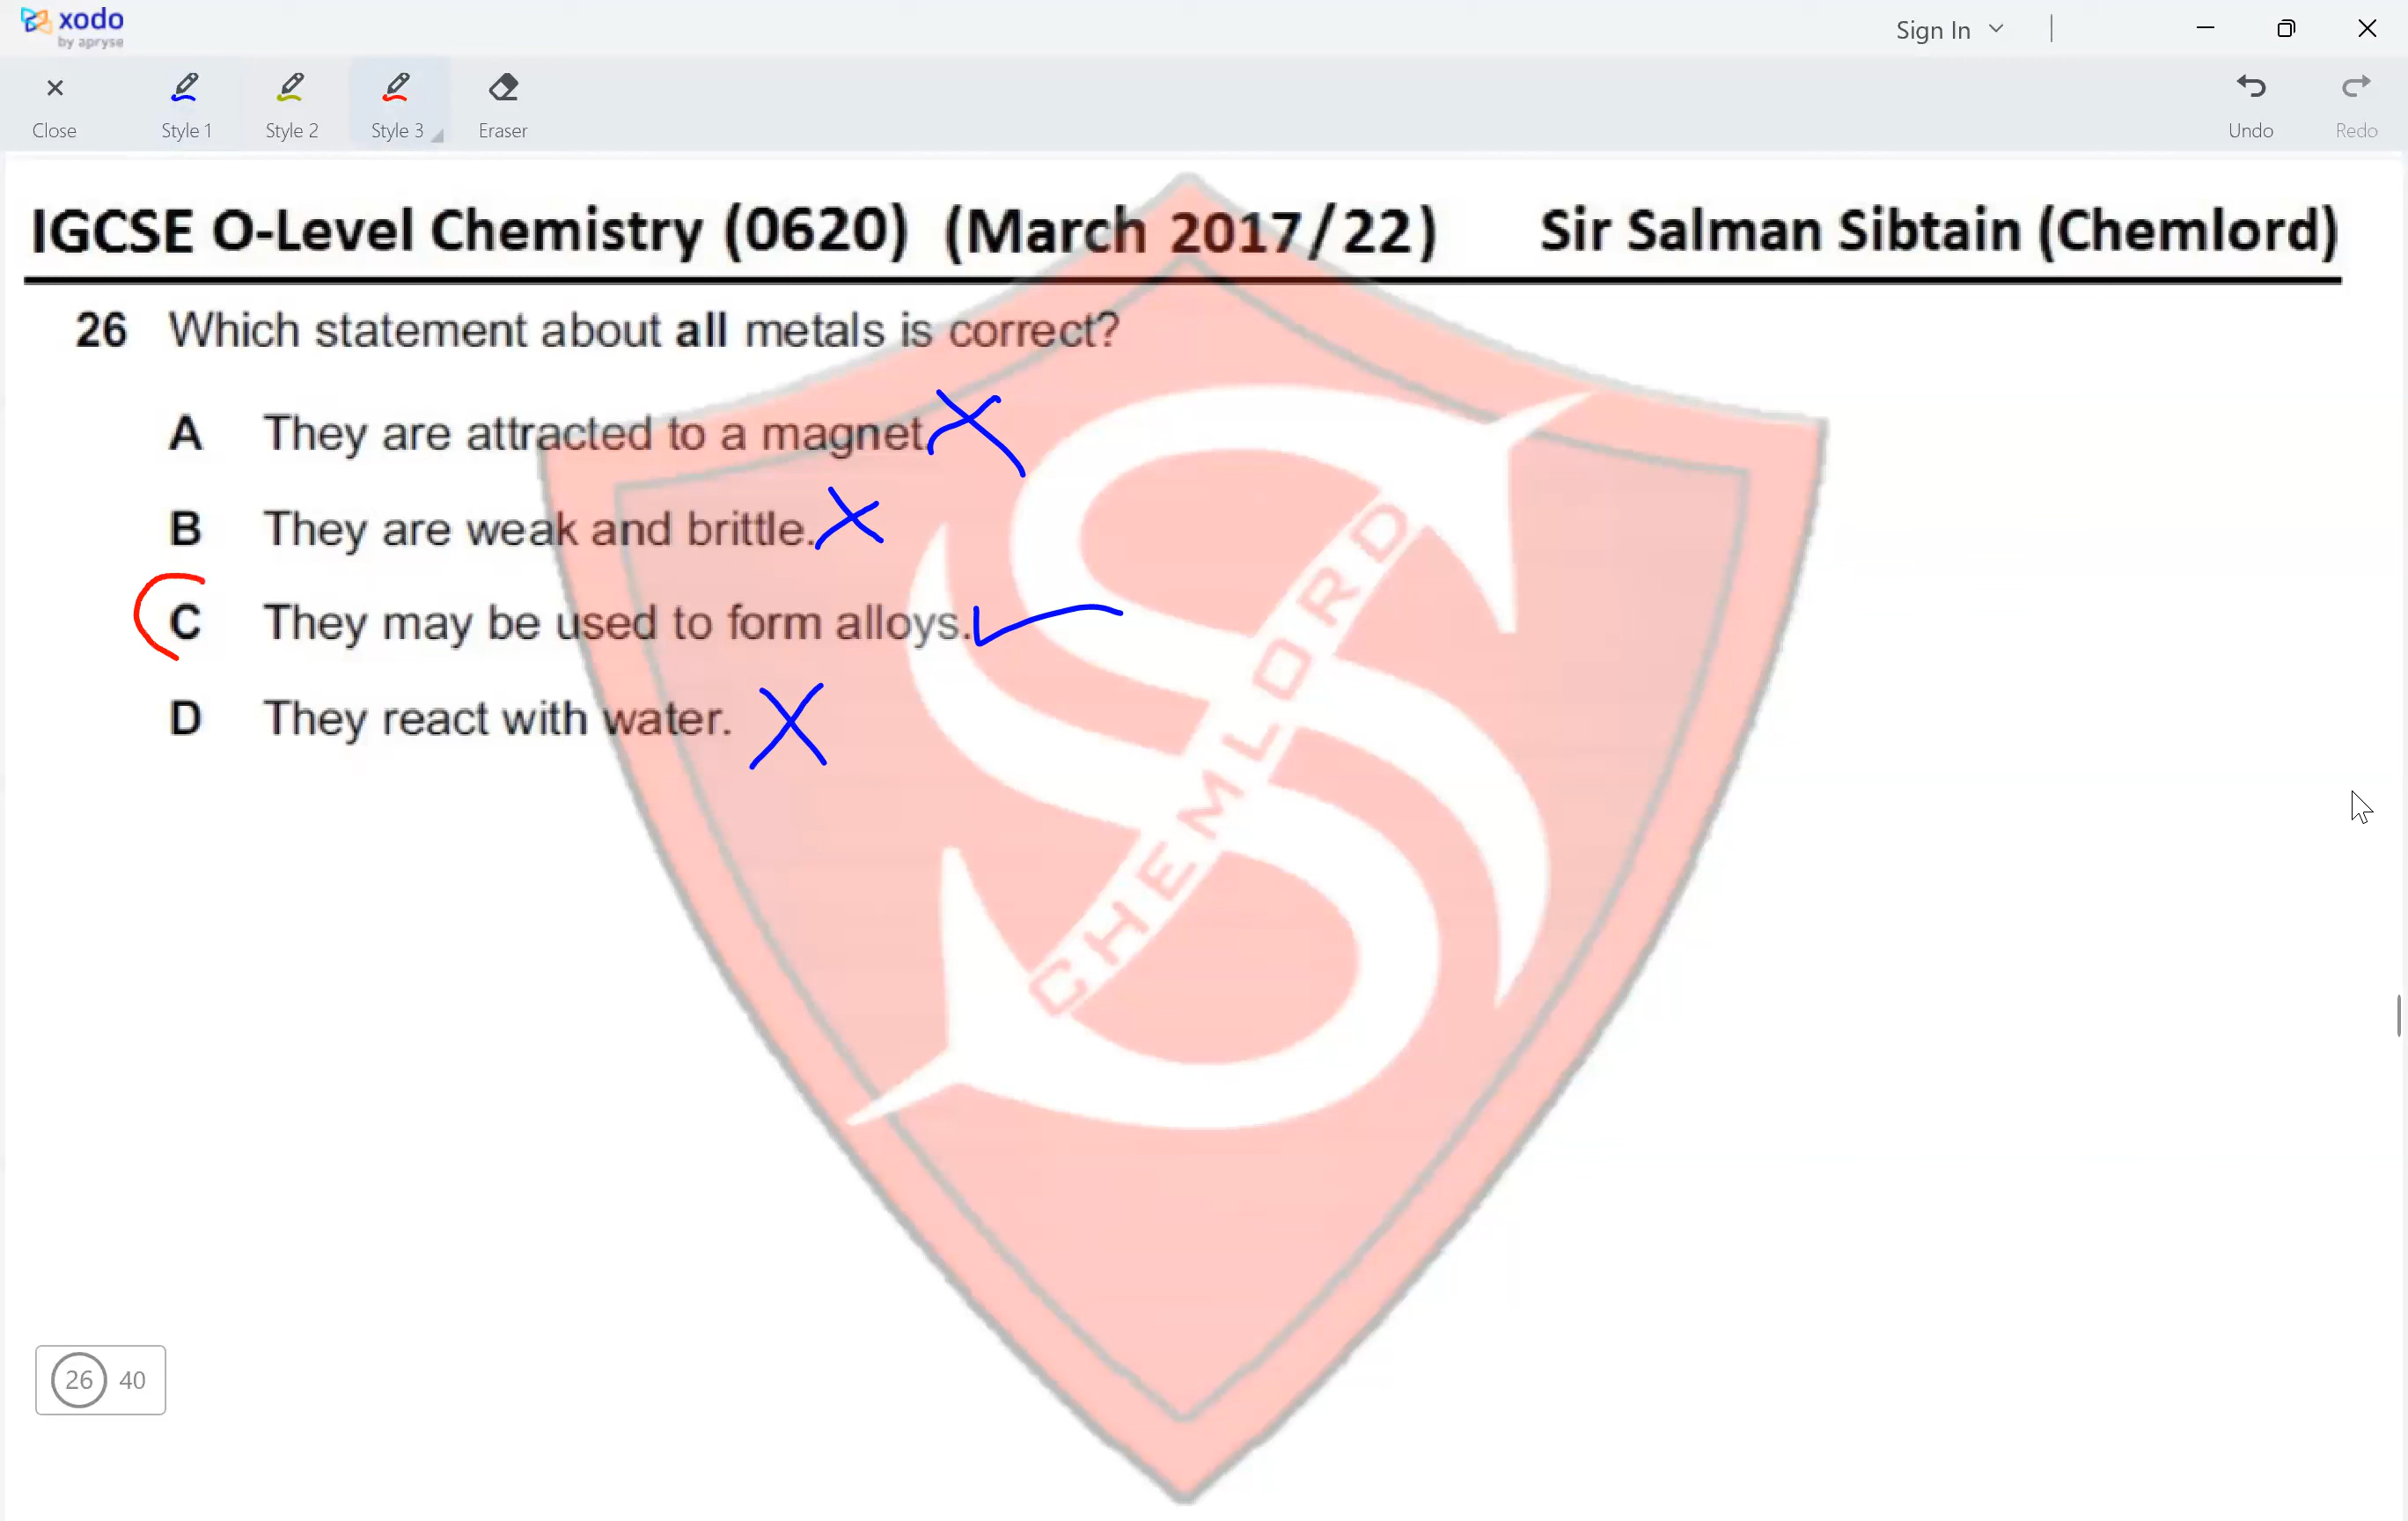 xodo
by apryse
Sign In
Close
Style 1
Style 2
Style 3
Eraser
Undo
Redo
IGCSE O-Level Chemistry (0620) (March 2017/22) Sir Salman Sibtain (Chemlord)
26 Which statement about all metals is correct?
A They are attracted to a magnet.
B They are weak and brittle.
C They may be used to form alloys.
D They react with water.
CHEMLORD
26 40